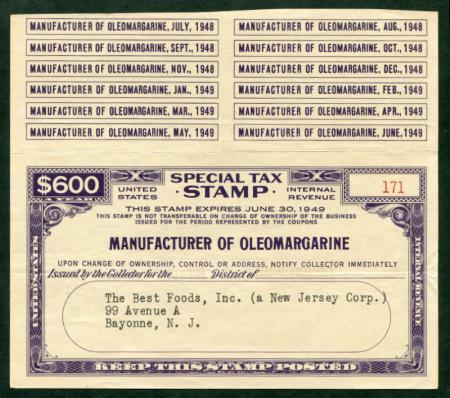 MANUFACTURER OF OLEOMARGARINE, JULY, 1948
MANUFACTURER OF OLEOMARGARINE, AUG., 1948
MANUFACTURER OF OLEOMARGARINE, SEPT., 1948
MANUFACTURER OF OLEOMARGARINE, OCT., 1948
MANUFACTURER OF OLEOMARGARINE, NOV., 1948
MANUFACTURER OF OLEOMARGARINE, DEC., 1948
MANUFACTURER OF OLEOMARGARINE, JAN., 1949
MANUFACTURER OF OLEOMARGARINE, FEB., 1949
MANUFACTURER OF OLEOMARGARINE, MAR., 1949
MANUFACTURER OF OLEOMARGARINE, APR., 1949
MANUFACTURER OF OLEOMARGARINE, MAY, 1949
MANUFACTURER OF OLEOMARGARINE, JUNE, 1949
$600
A YEAR
SPECIAL TAX
UNITED STATES
·STAMP·
INTERNAL REVENUE
171
THIS STAMP EXPIRES JUNE 30, 1949
THIS STAMP IS NOT TRANSFERABLE ON CHANGE OF OWNERSHIP OF THE BUSINESS
ISSUED FOR THE PERIOD REPRESENTED BY THE COUPONS
MANUFACTURER OF OLEOMARGARINE
UPON CHANGE OF OWNERSHIP, CONTROL OR ADDRESS, NOTIFY COLLECTOR IMMEDIATELY
Issued by the Collector for the District of
The Best Foods, Inc. (a New Jersey Corp.)
99 Avenue A
Bayonne, N. J.
UNITED STATES
INTERNAL REVENUE
KEEP THIS STAMP POSTED